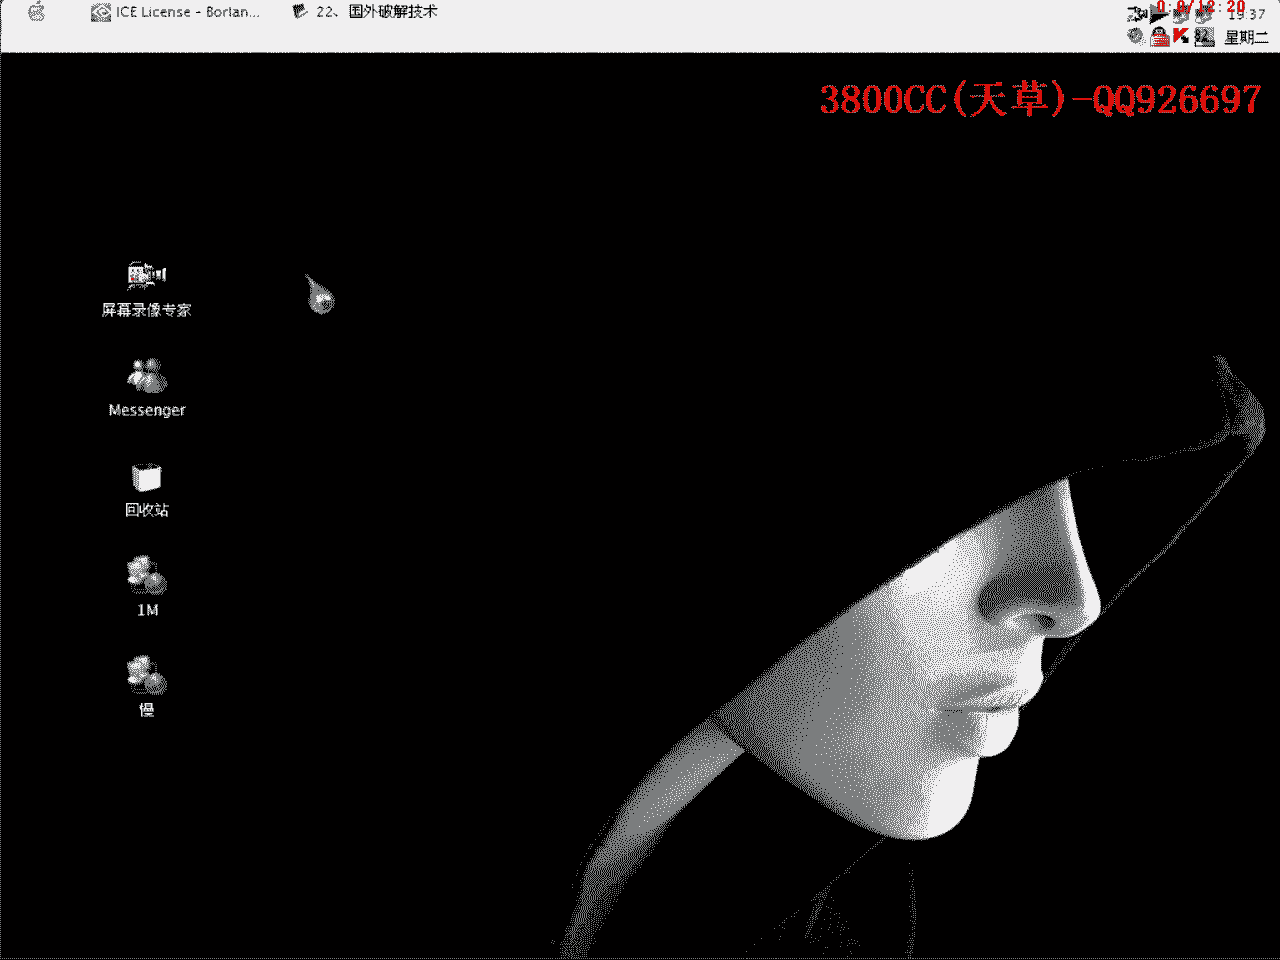 ICE License - Borlan...
22、国外破解技术
0:0/12:20
19:37
星期二
3800CC(天草)-QQ926697
屏幕录像专家
Messenger
回收站
1M
慢